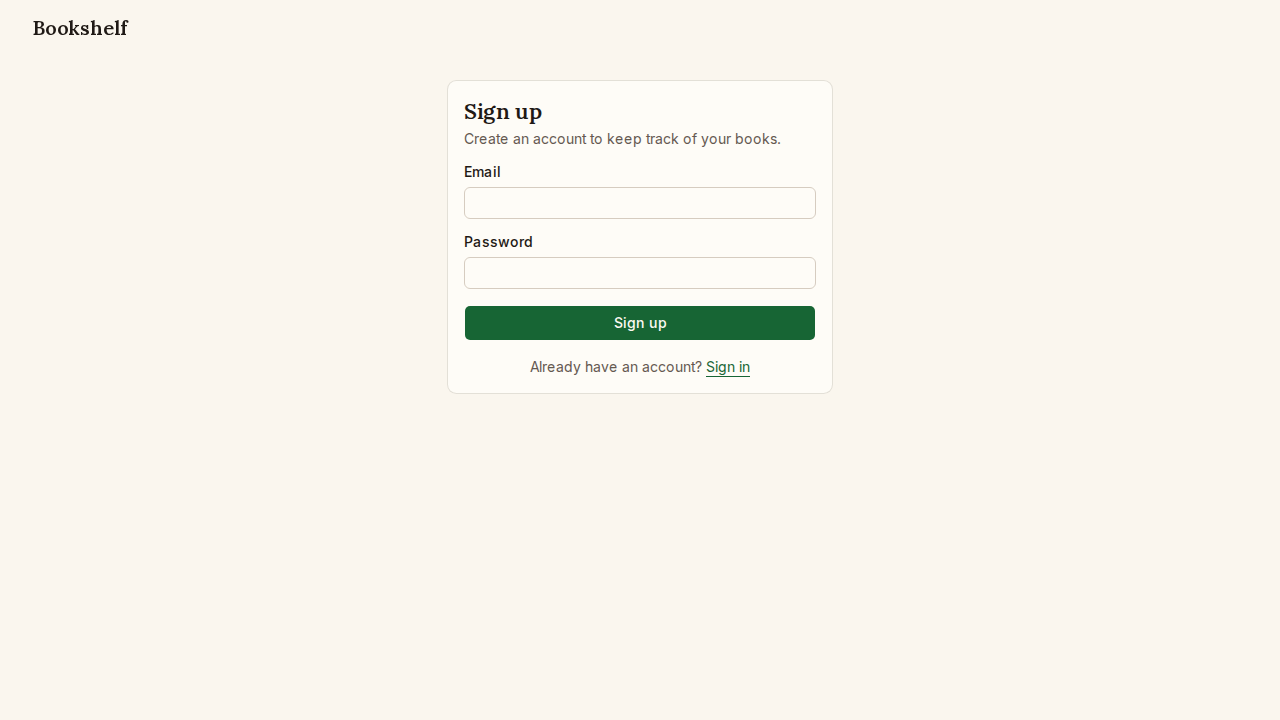 Bookshelf
Sign up
Create an account to keep track of your books.
Email
Password
Sign up
Already have an account? Sign in